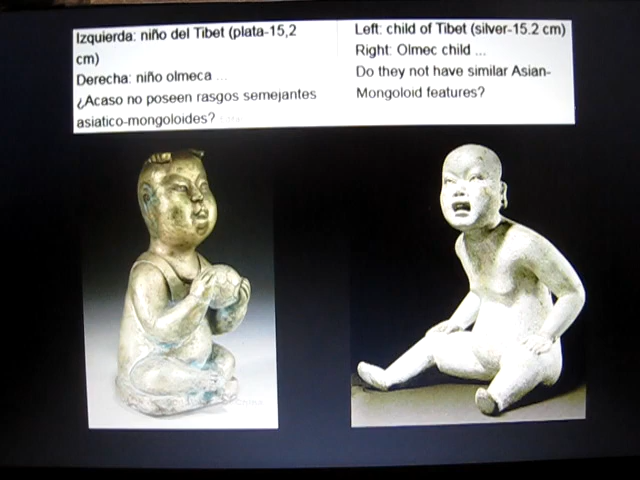 Izquierda: niño del Tibet (plata-15,2
cm)
Derecha: niño olmeca ...
¿Acaso no poseen rasgos semejantes
asiatico-mongoloides?
Left: child of Tibet (silver-15.2 cm)
Right: Olmec child ...
Do they not have similar Asian-
Mongoloid features?